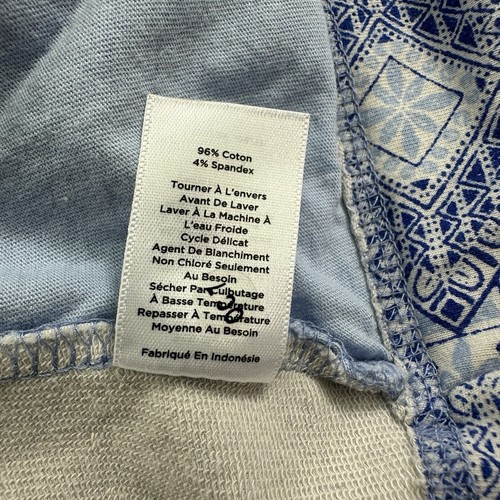 96% Coton
4% Spandex
Tourner À L'envers
Avant De Laver
Laver À La Machine À
L'eau Froide
Cycle Délicat
Agent De Blanchiment
Non Chloré Seulement
Au Besoin
Sécher Par Culbutage
À Basse Température
Repasser À Température
Moyenne Au Besoin
Fabriqué En Indonésie